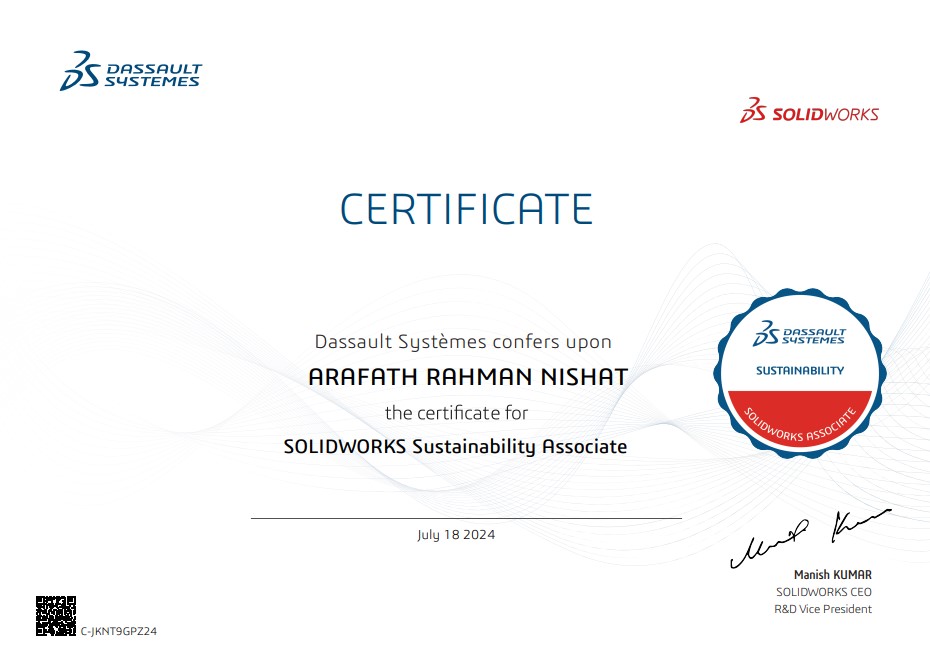 DASSAULT
SYSTEMES
SOLIDWORKS
CERTIFICATE
Dassault Systèmes confers upon
ARAFATH RAHMAN NISHAT
the certificate for
SOLIDWORKS Sustainability Associate
July 18 2024
DASSAULT
SYSTEMES
SUSTAINABILITY
SOLIDWORKS ASSOCIATE
Manish KUMAR
SOLIDWORKS CEO
R&D Vice President
C-JKNT9GPZ24